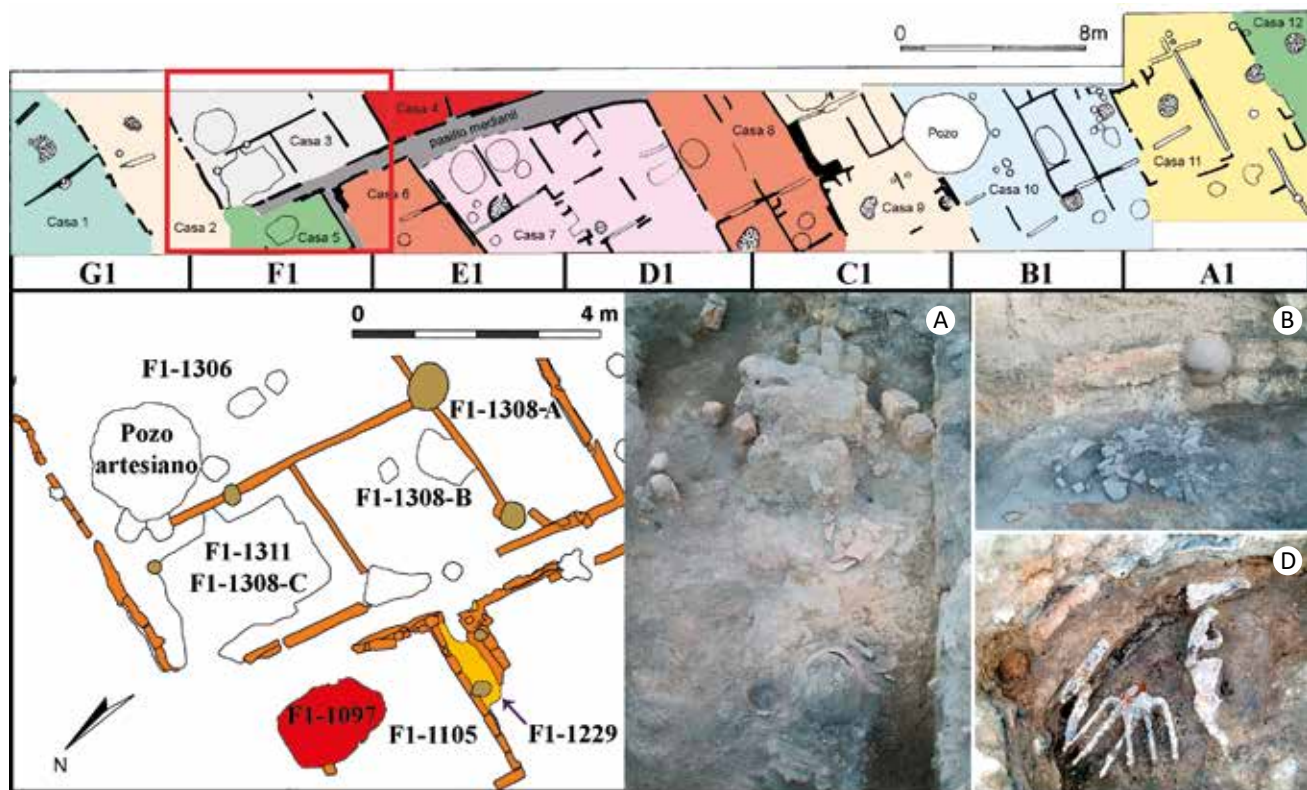 0 8m
Casa 12
Casa 4
pasillo medianil
Casa 3
Casa 8
Pozo
Casa 11
Casa 6
Casa 10
Casa 1
Casa 2
Casa 5
Casa 7
Casa 9
G1 F1 E1 D1 C1 B1 A1
0 4 m
F1-1306
F1-1308-A
Pozo
artesiano
F1-1308-B
F1-1311
F1-1308-C
F1-1097
F1-1105
F1-1229
N
A
B
D